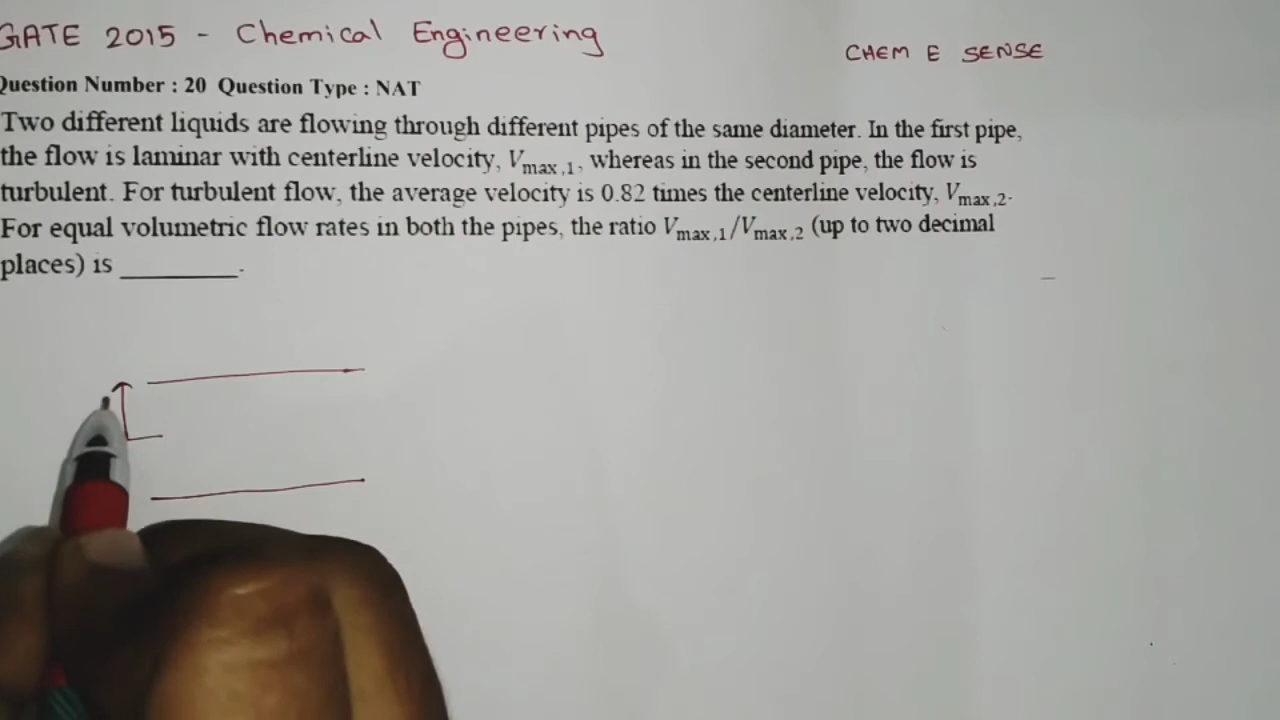 GATE 2015 - Chemical Engineering
CHEM E SENSE
Question Number : 20 Question Type : NAT
Two different liquids are flowing through different pipes of the same diameter. In the first pipe,
the flow is laminar with centerline velocity, Vmax,1, whereas in the second pipe, the flow is
turbulent. For turbulent flow, the average velocity is 0.82 times the centerline velocity, Vmax,2.
For equal volumetric flow rates in both the pipes, the ratio Vmax,1/Vmax,2 (up to two decimal
places) is ________.